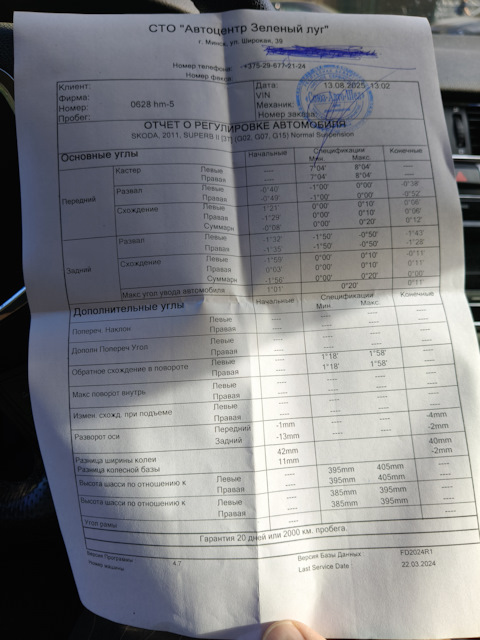 СТО "Автоцентр Зеленый луг"
г. Минск, ул. Широкая, 39
Номер телефона: +375-29-677-21-24
Номер факса:
Клиент: Дата: 13.08.2025 13:02
Фирма: VIN
Номер: 0628 hm-5 Механик:
Пробег: Номер заказа:
ОТЧЕТ О РЕГУЛИРОВКЕ АВТОМОБИЛЯ
SKODA, 2011, SUPERB II [3T] (G02, G07, G15) Normal Suspension
Основные углы Начальные Спецификации Конечные
Мин. Макс.
Передний Кастер Левые ---- 7°04' 8°04' ----
Правая ---- 7°04' 8°04' ----
Развал Левые -0°40' -1°00' 0°00' -0°38'
Правая -0°49' -1°00' 0°00' -0°52'
Схождение Левые 1°21' 0°00' 0°10' 0°06'
Правая -1°29' 0°00' 0°10' 0°06'
Суммарн -0°08' 0°00' 0°20' 0°12'
Задний Развал Левые -1°32' -1°50' -0°50' -1°43'
Правая -1°35' -1°50' -0°50' -1°28'
Схождение Левые -1°59' 0°00' 0°10' -0°11'
Правая 0°03' 0°00' 0°10' 0°11'
Суммарн -1°56' 0°00' 0°20' 0°00'
Макс угол увода автомобиля 1°01' 0°20' 0°11'
Дополнительные углы Начальные Спецификации Конечные
Мин. Макс.
Попереч. Наклон Левые ---- ---- ---- ----
Правая ---- ---- ---- ----
Дополн Попереч Угол Левые ---- ---- ---- ----
Правая ---- ---- ---- ----
Обратное схождение в повороте Левые ---- 1°18' 1°58' ----
Правая ---- 1°18' 1°58' ----
Макс поворот внутрь Левые ---- ---- ---- ----
Правая ---- ---- ---- ----
Измен. схожд. при подъеме Левые ---- ---- ---- ----
Правая ---- ---- ---- ----
Разворот оси Передний -1mm ---- ---- -4mm
Задний -13mm ---- ---- -2mm
Разница ширины колеи 42mm 40mm
Разница колесной базы 11mm -2mm
Высота шасси по отношению к Левые ---- 395mm 405mm ----
Правая ---- 395mm 405mm ----
Высота шасси по отношению к Левые ---- 385mm 395mm ----
Правая ---- 385mm 395mm ----
Угол рамы ----
Гарантия 20 дней или 2000 км. пробега.
Версия Программ 4.7 Версия Базы Данных FD2024R1
Номер машины Last Service Date : 22.03.2024